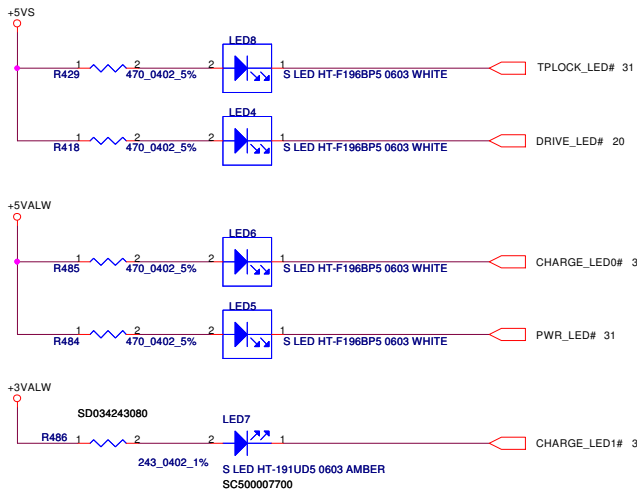 +5VS
LED8
1 2 2 1
R429 470_0402_5% S LED HT-F196BP5 0603 WHITE
TPLOCK_LED# 31
LED4
1 2 2 1
R418 470_0402_5% S LED HT-F196BP5 0603 WHITE
DRIVE_LED# 20
+5VALW
LED6
1 2 2 1
R485 470_0402_5% S LED HT-F196BP5 0603 WHITE
CHARGE_LED0# 3
LED5
1 2 2 1
R484 470_0402_5% S LED HT-F196BP5 0603 WHITE
PWR_LED# 31
+3VALW
SD034243080
LED7
R486 1 2 2 1
CHARGE_LED1# 3
243_0402_1%
S LED HT-191UD5 0603 AMBER
SC500007700